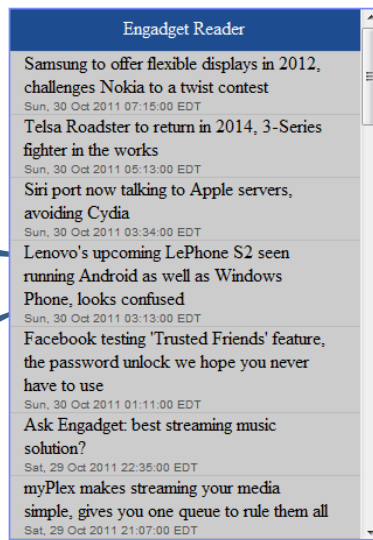 Engadget Reader
Samsung to offer flexible displays in 2012,
challenges Nokia to a twist contest
Sun, 30 Oct 2011 07:15:00 EDT
Telsa Roadster to return in 2014, 3-Series
fighter in the works
Sun, 30 Oct 2011 05:13:00 EDT
Siri port now talking to Apple servers,
avoiding Cydia
Sun, 30 Oct 2011 03:34:00 EDT
Lenovo's upcoming LePhone S2 seen
running Android as well as Windows
Phone, looks confused
Sun, 30 Oct 2011 03:13:00 EDT
Facebook testing 'Trusted Friends' feature,
the password unlock we hope you never
have to use
Sun, 30 Oct 2011 01:11:00 EDT
Ask Engadget: best streaming music
solution?
Sat, 29 Oct 2011 22:35:00 EDT
myPlex makes streaming your media
simple, gives you one queue to rule them all
Sat, 29 Oct 2011 21:07:00 EDT